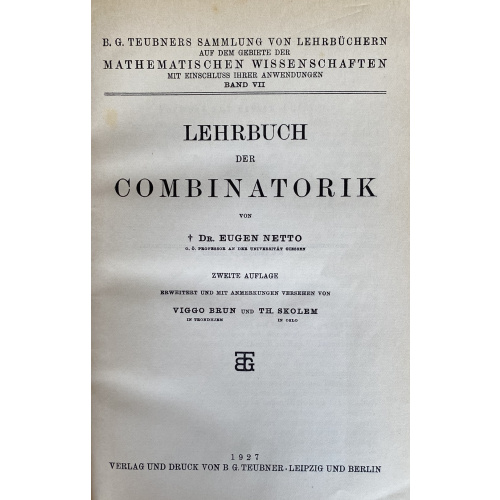 B. G. TEUBNERS SAMMLUNG VON LEHRBÜCHERN
AUF DEM GEBIETE DER
MATHEMATISCHEN WISSENSCHAFTEN
MIT EINSCHLUSS IHRER ANWENDUNGEN
BAND VII
LEHRBUCH
DER
COMBINATORIK
VON
† DR. EUGEN NETTO
G. Ö. PROFESSOR AN DER UNIVERSITÄT GIESSEN
ZWEITE AUFLAGE
ERWEITERT UND MIT ANMERKUNGEN VERSEHEN VON
VIGGO BRUN UND TH. SKOLEM
IN TRONDHJEM IN OSLO
BTG
1927
VERLAG UND DRUCK VON B. G. TEUBNER · LEIPZIG UND BERLIN